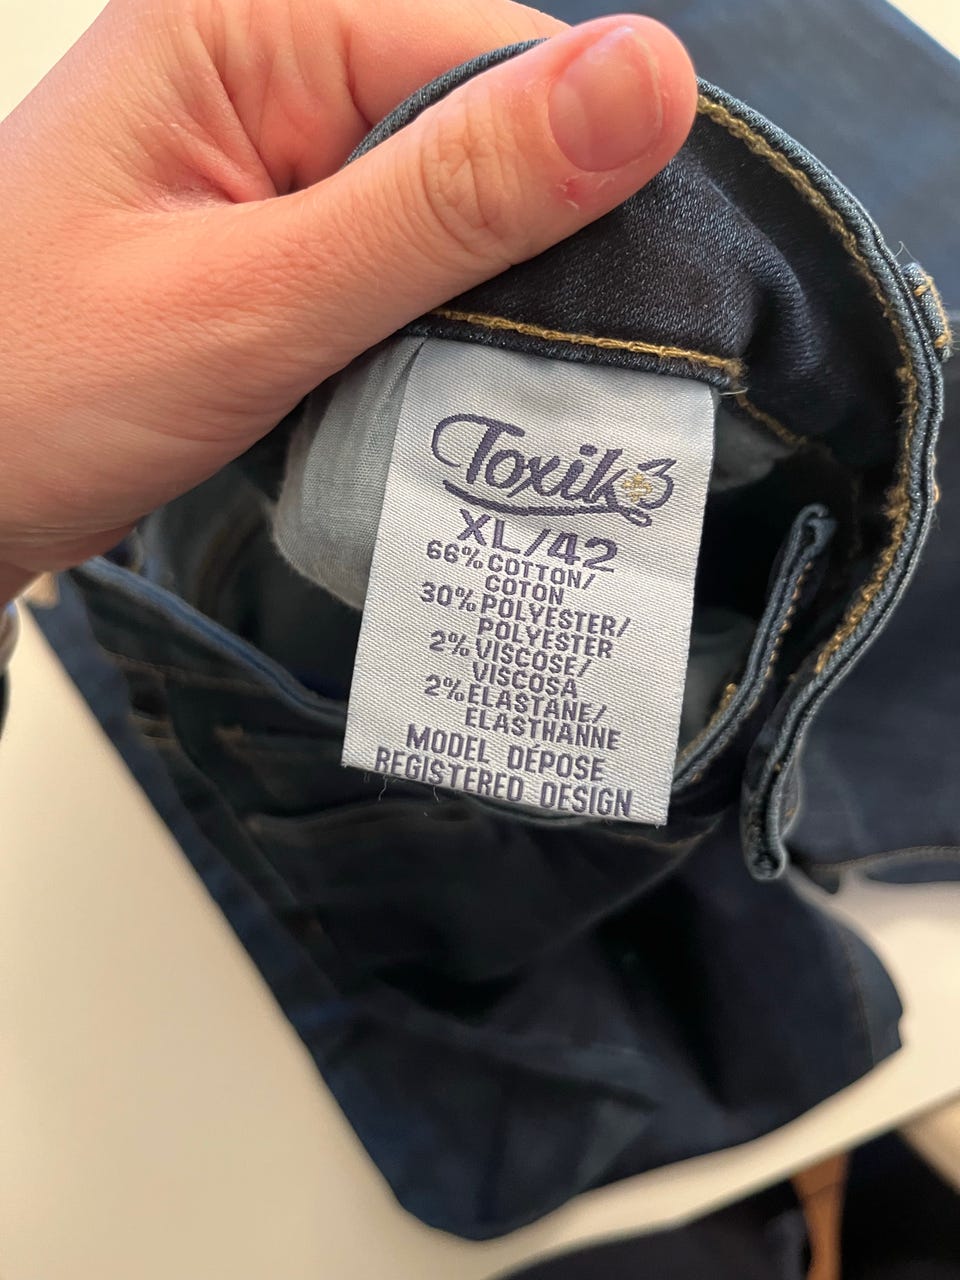 Toxik3
XL/42
66% COTTON/
COTON
30% POLYESTER/
POLYESTER
2% VISCOSE/
VISCOSA
2% ELASTANE/
ELASTHANNE
MODEL DÉPOSE
REGISTERED DESIGN